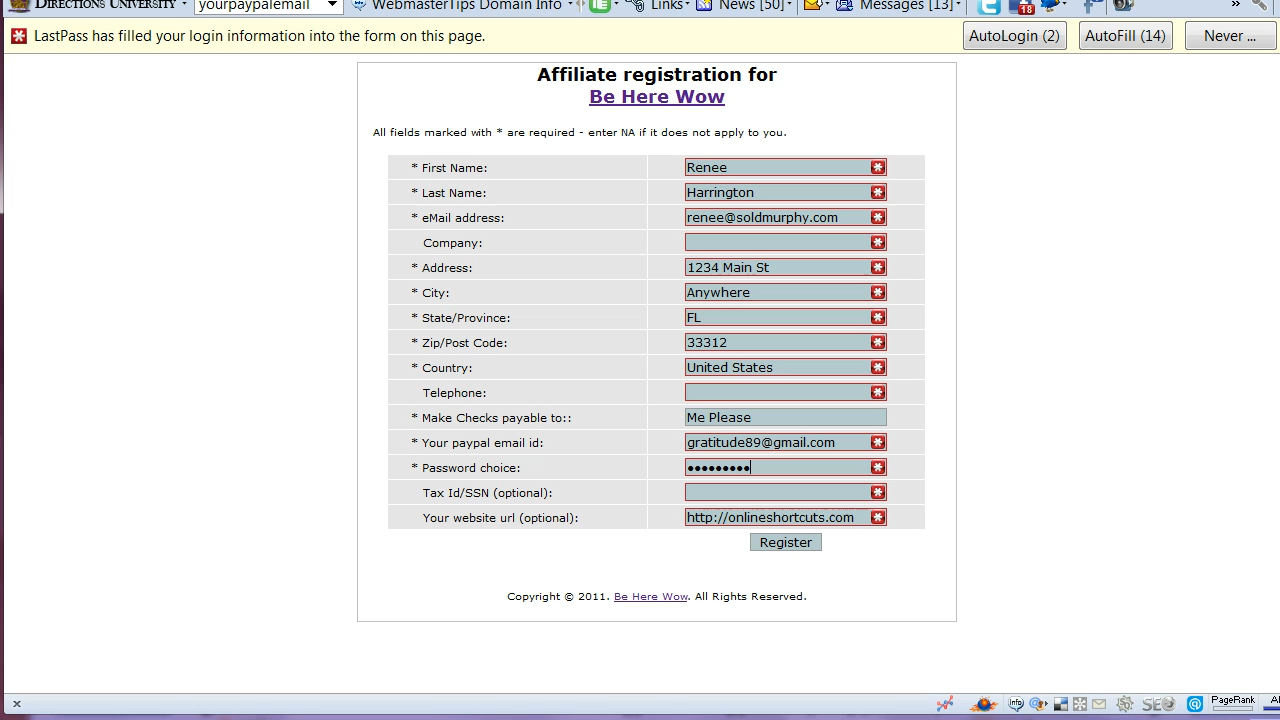 DIRECTIONS UNIVERSITY yourpaypalemail WebmasterTips Domain Info Links News [50] Messages [13]
18
LastPass has filled your login information into the form on this page. AutoLogin (2) AutoFill (14) Never ...
Affiliate registration for
Be Here Wow
All fields marked with * are required - enter NA if it does not apply to you.
* First Name: Renee
* Last Name: Harrington
* eMail address: renee@soldmurphy.com
Company:
* Address: 1234 Main St
* City: Anywhere
* State/Province: FL
* Zip/Post Code: 33312
* Country: United States
Telephone:
* Make Checks payable to:: Me Please
* Your paypal email id: gratitude89@gmail.com
* Password choice: •••••••••
Tax Id/SSN (optional):
Your website url (optional): http://onlineshortcuts.com
Register
Copyright © 2011. Be Here Wow. All Rights Reserved.
Info SEO PageRank